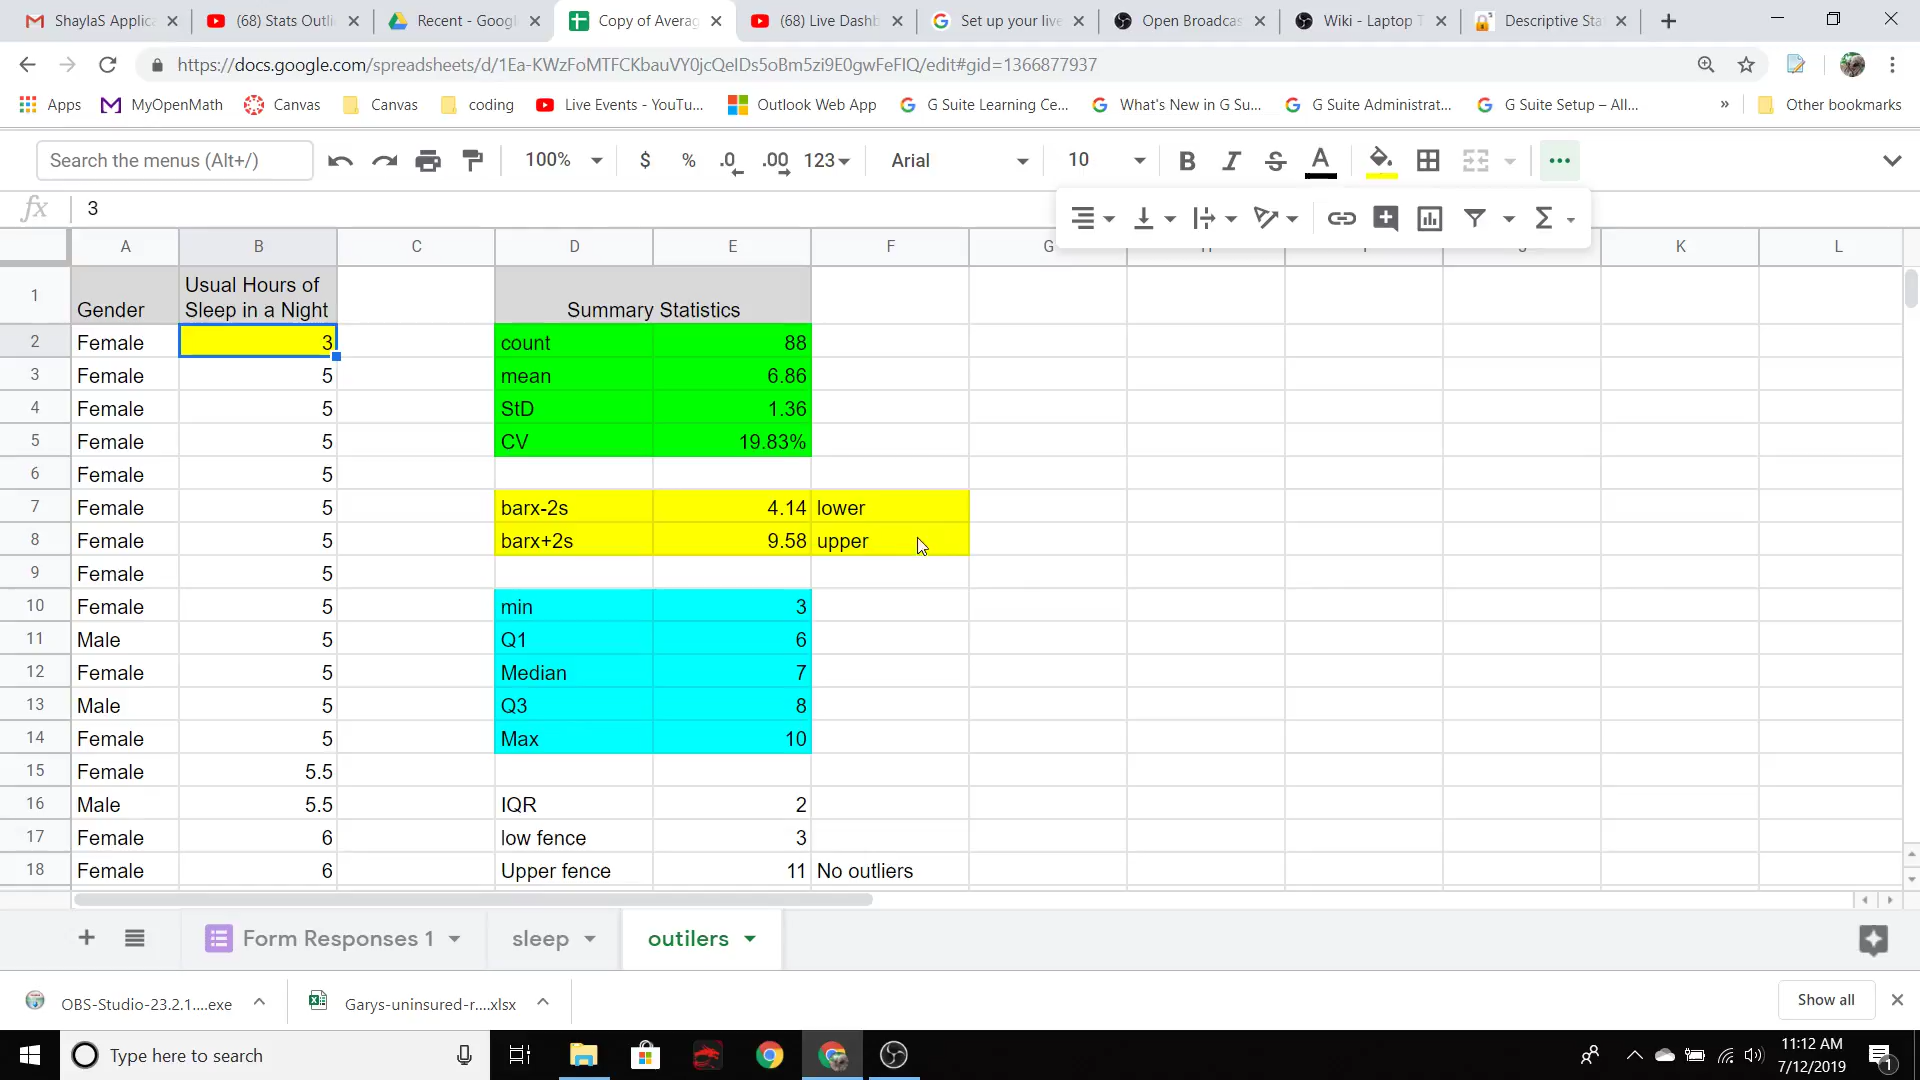 ShaylaS Applica
(68) Stats Outli
Recent - Googl
Copy of Averag
(68) Live Dashb
Set up your live
Open Broadcas
Wiki - Laptop T
Descriptive Sta
https://docs.google.com/spreadsheets/d/1Ea-KWzFoMTFCKbauVY0jcQeIDs5oBm5zi9E0gwFeFIQ/edit#gid=1366877937
Apps MyOpenMath Canvas Canvas coding Live Events - YouTu... Outlook Web App G Suite Learning Ce... What's New in G Su... G Suite Administrat... G Suite Setup – All... » Other bookmarks
Search the menus (Alt+/) 100% $ % .0 .00 123 Arial 10 B I S A
fx 3
A B C D E F G K L
1 Gender Usual Hours of Sleep in a Night Summary Statistics
2 Female 3 count 88
3 Female 5 mean 6.86
4 Female 5 StD 1.36
5 Female 5 CV 19.83%
6 Female 5
7 Female 5 barx-2s 4.14 lower
8 Female 5 barx+2s 9.58 upper
9 Female 5
10 Female 5 min 3
11 Male 5 Q1 6
12 Female 5 Median 7
13 Male 5 Q3 8
14 Female 5 Max 10
15 Female 5.5
16 Male 5.5 IQR 2
17 Female 6 low fence 3
18 Female 6 Upper fence 11 No outliers
Form Responses 1 sleep outilers
OBS-Studio-23.2.1....exe Garys-uninsured-r....xlsx Show all
Type here to search
11:12 AM
7/12/2019
1